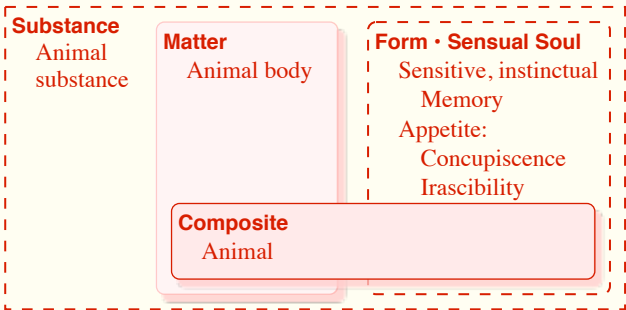 Substance
Animal
substance
Matter
Animal body
Form • Sensual Soul
Sensitive, instinctual
Memory
Appetite:
Concupiscence
Irascibility
Composite
Animal